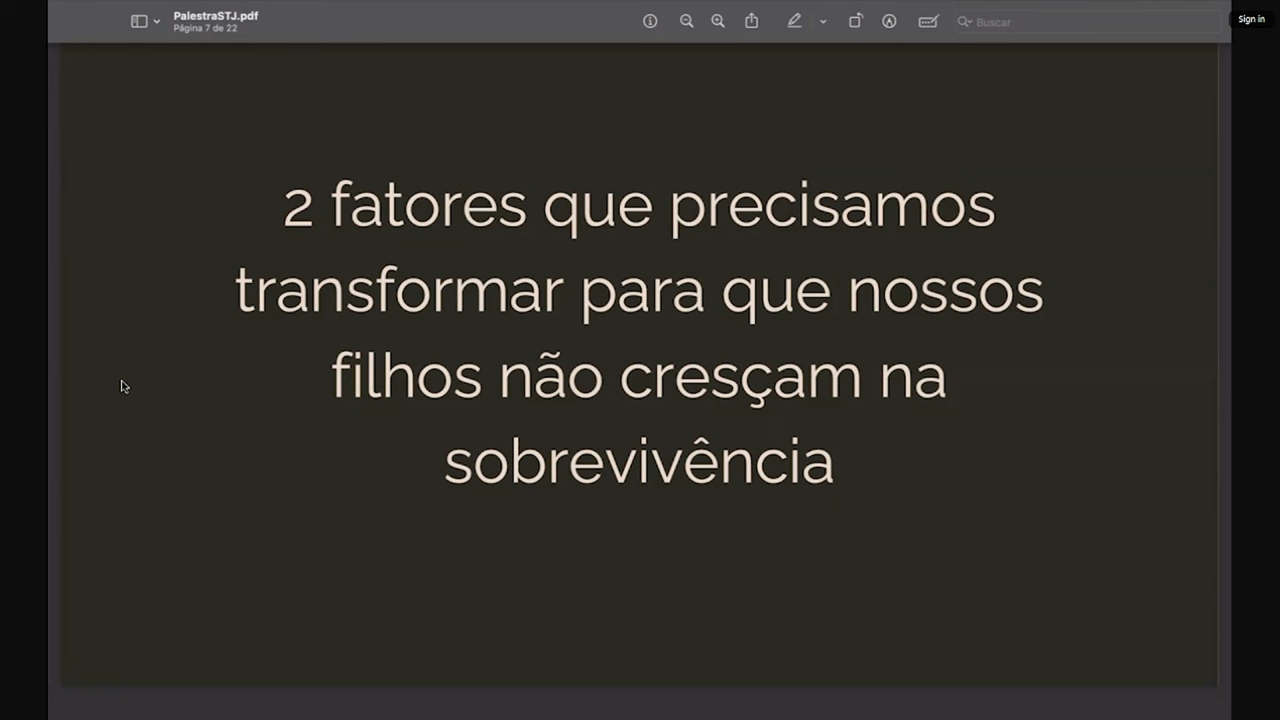 PalestraSTJ.pdf
Página 7 de 22
Buscar
Sign in
2 fatores que precisamos
transformar para que nossos
filhos não cresçam na
sobrevivência